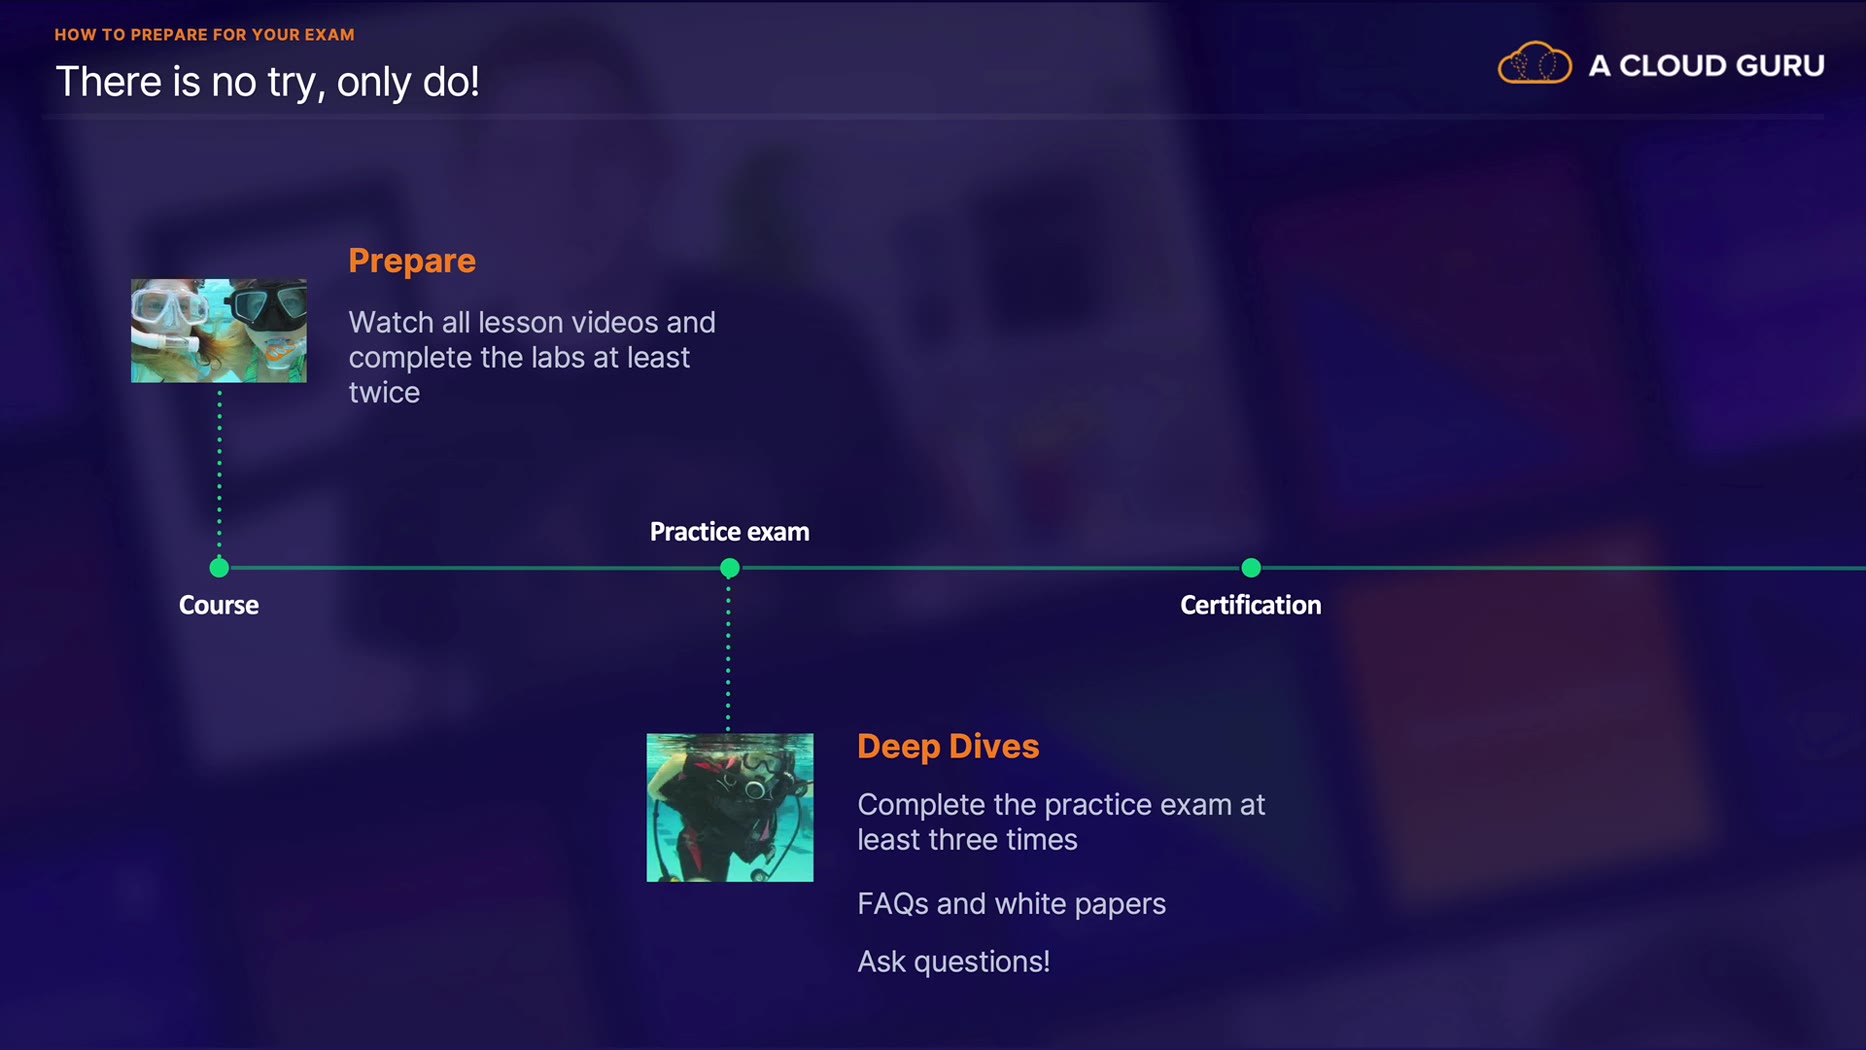 HOW TO PREPARE FOR YOUR EXAM
There is no try, only do!
A CLOUD GURU
Prepare
Watch all lesson videos and
complete the labs at least
twice
Practice exam
Course
Certification
Deep Dives
Complete the practice exam at
least three times
FAQs and white papers
Ask questions!